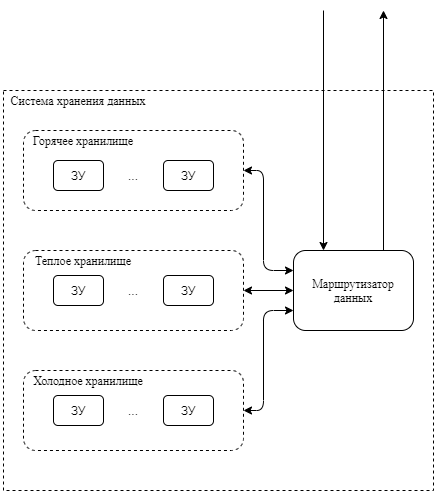 Система хранения данных
Горячее хранилище
ЗУ ... ЗУ
Теплое хранилище
ЗУ ... ЗУ
Маршрутизатор
данных
Холодное хранилище
ЗУ ... ЗУ